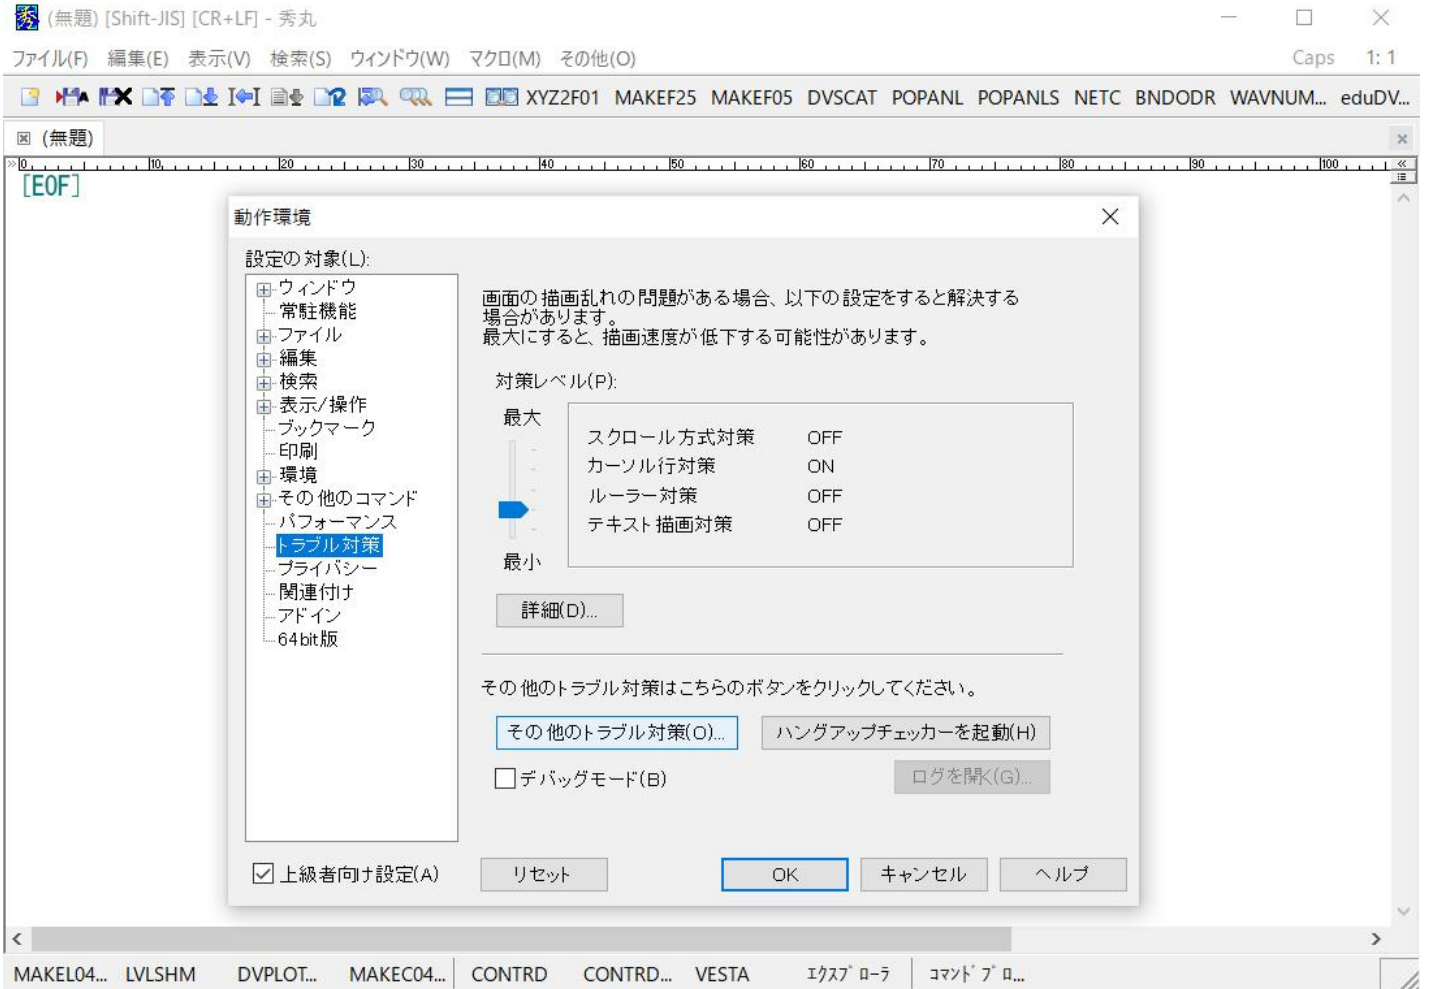 秀 (無題) [Shift-JIS] [CR+LF] - 秀丸
ファイル(F) 編集(E) 表示(V) 検索(S) ウィンドウ(W) マクロ(M) その他(O) Caps 1: 1
XYZ2F01 MAKEF25 MAKEF05 DVSCAT POPANL POPANLS NETC BNDODR WAVNUM... eduDV...
(無題)
0 10 20 30 40 50 60 70 80 90 100
[EOF]
動作環境
設定の対象(L):
ウィンドウ
常駐機能
ファイル
編集
検索
表示/操作
ブックマーク
印刷
環境
その他のコマンド
パフォーマンス
トラブル対策
プライバシー
関連付け
アドイン
64bit版
画面の描画乱れの問題がある場合、以下の設定をすると解決する
場合があります。
最大にすると、描画速度が低下する可能性があります。
対策レベル(P):
最大
最小
スクロール方式対策 OFF
カーソル行対策 ON
ルーラー対策 OFF
テキスト描画対策 OFF
詳細(D)...
その他のトラブル対策はこちらのボタンをクリックしてください。
その他のトラブル対策(O)... ハングアップチェッカーを起動(H)
デバッグモード(B) ログを開く(G)...
上級者向け設定(A) リセット OK キャンセル ヘルプ
MAKEL04... LVLSHM DVPLOT... MAKEC04... CONTRD CONTRD... VESTA ｴｸｽﾌﾟﾛｰﾗ ｺﾏﾝﾄﾞﾌﾟﾛ...